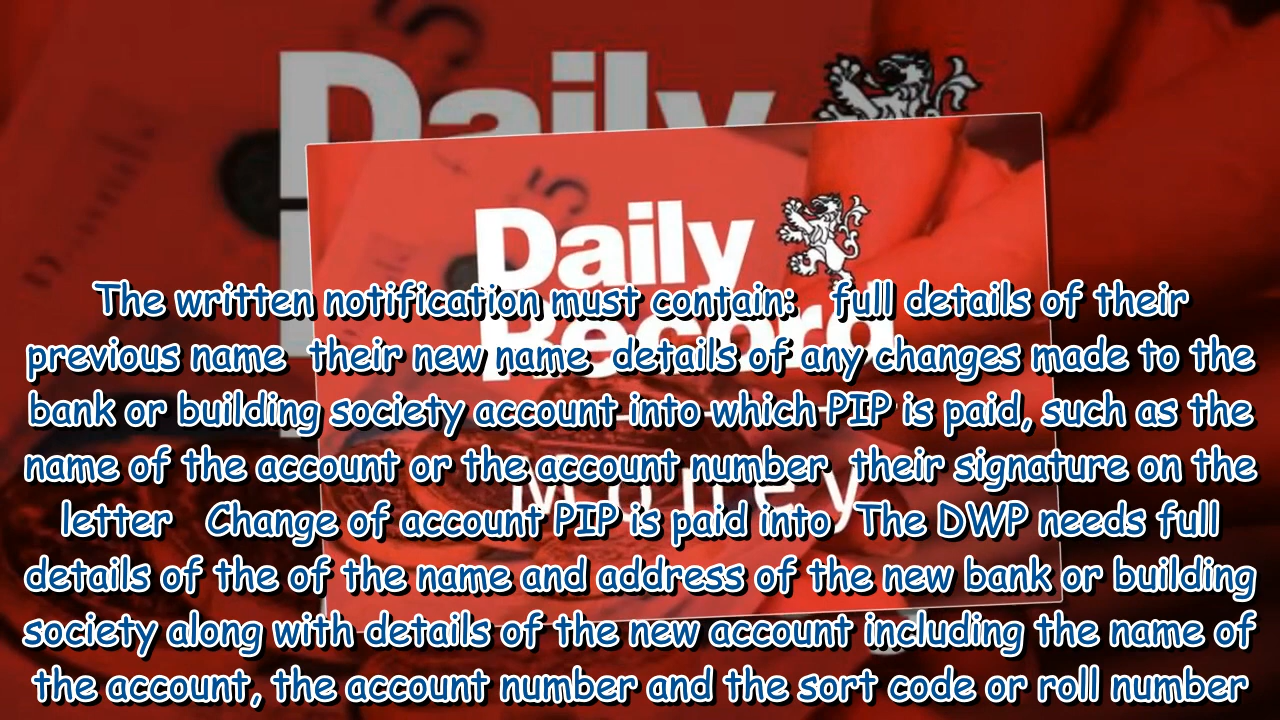 Daily
Daily
Record
Money
The written notification must contain: full details of their
previous name their new name details of any changes made to the
bank or building society account into which PIP is paid, such as the
name of the account or the account number their signature on the
letter Change of account PIP is paid into The DWP needs full
details of the of the name and address of the new bank or building
society along with details of the new account including the name of
the account, the account number and the sort code or roll number